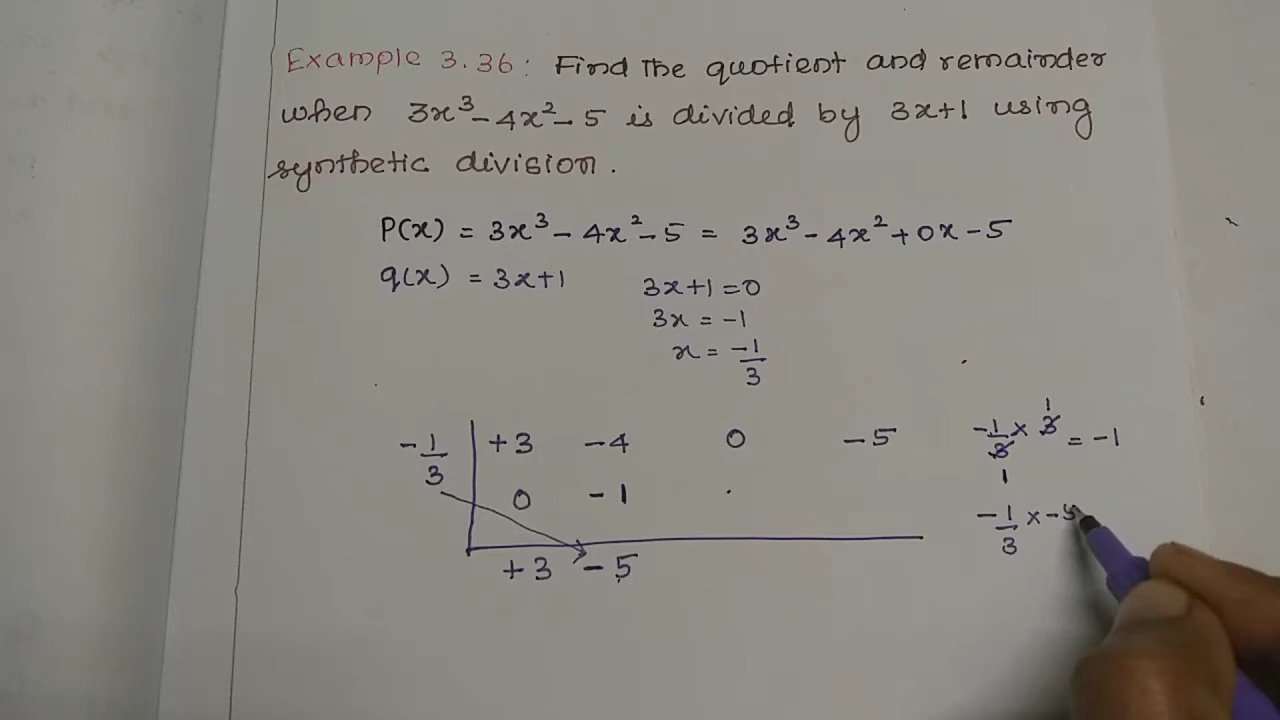 Example 3.36: Find the quotient and remainder
when 3x³-4x²-5 is divided by 3x+1 using
synthetic division.
P(x) = 3x³-4x²-5 = 3x³-4x²+0x-5
q(x) = 3x+1 3x+1=0
3x = -1
x = -1/3
-1/3 +3 -4 0 -5 -1/3 × 3 = -1
1
1
0 -1 -1/3 ×
+3 -5